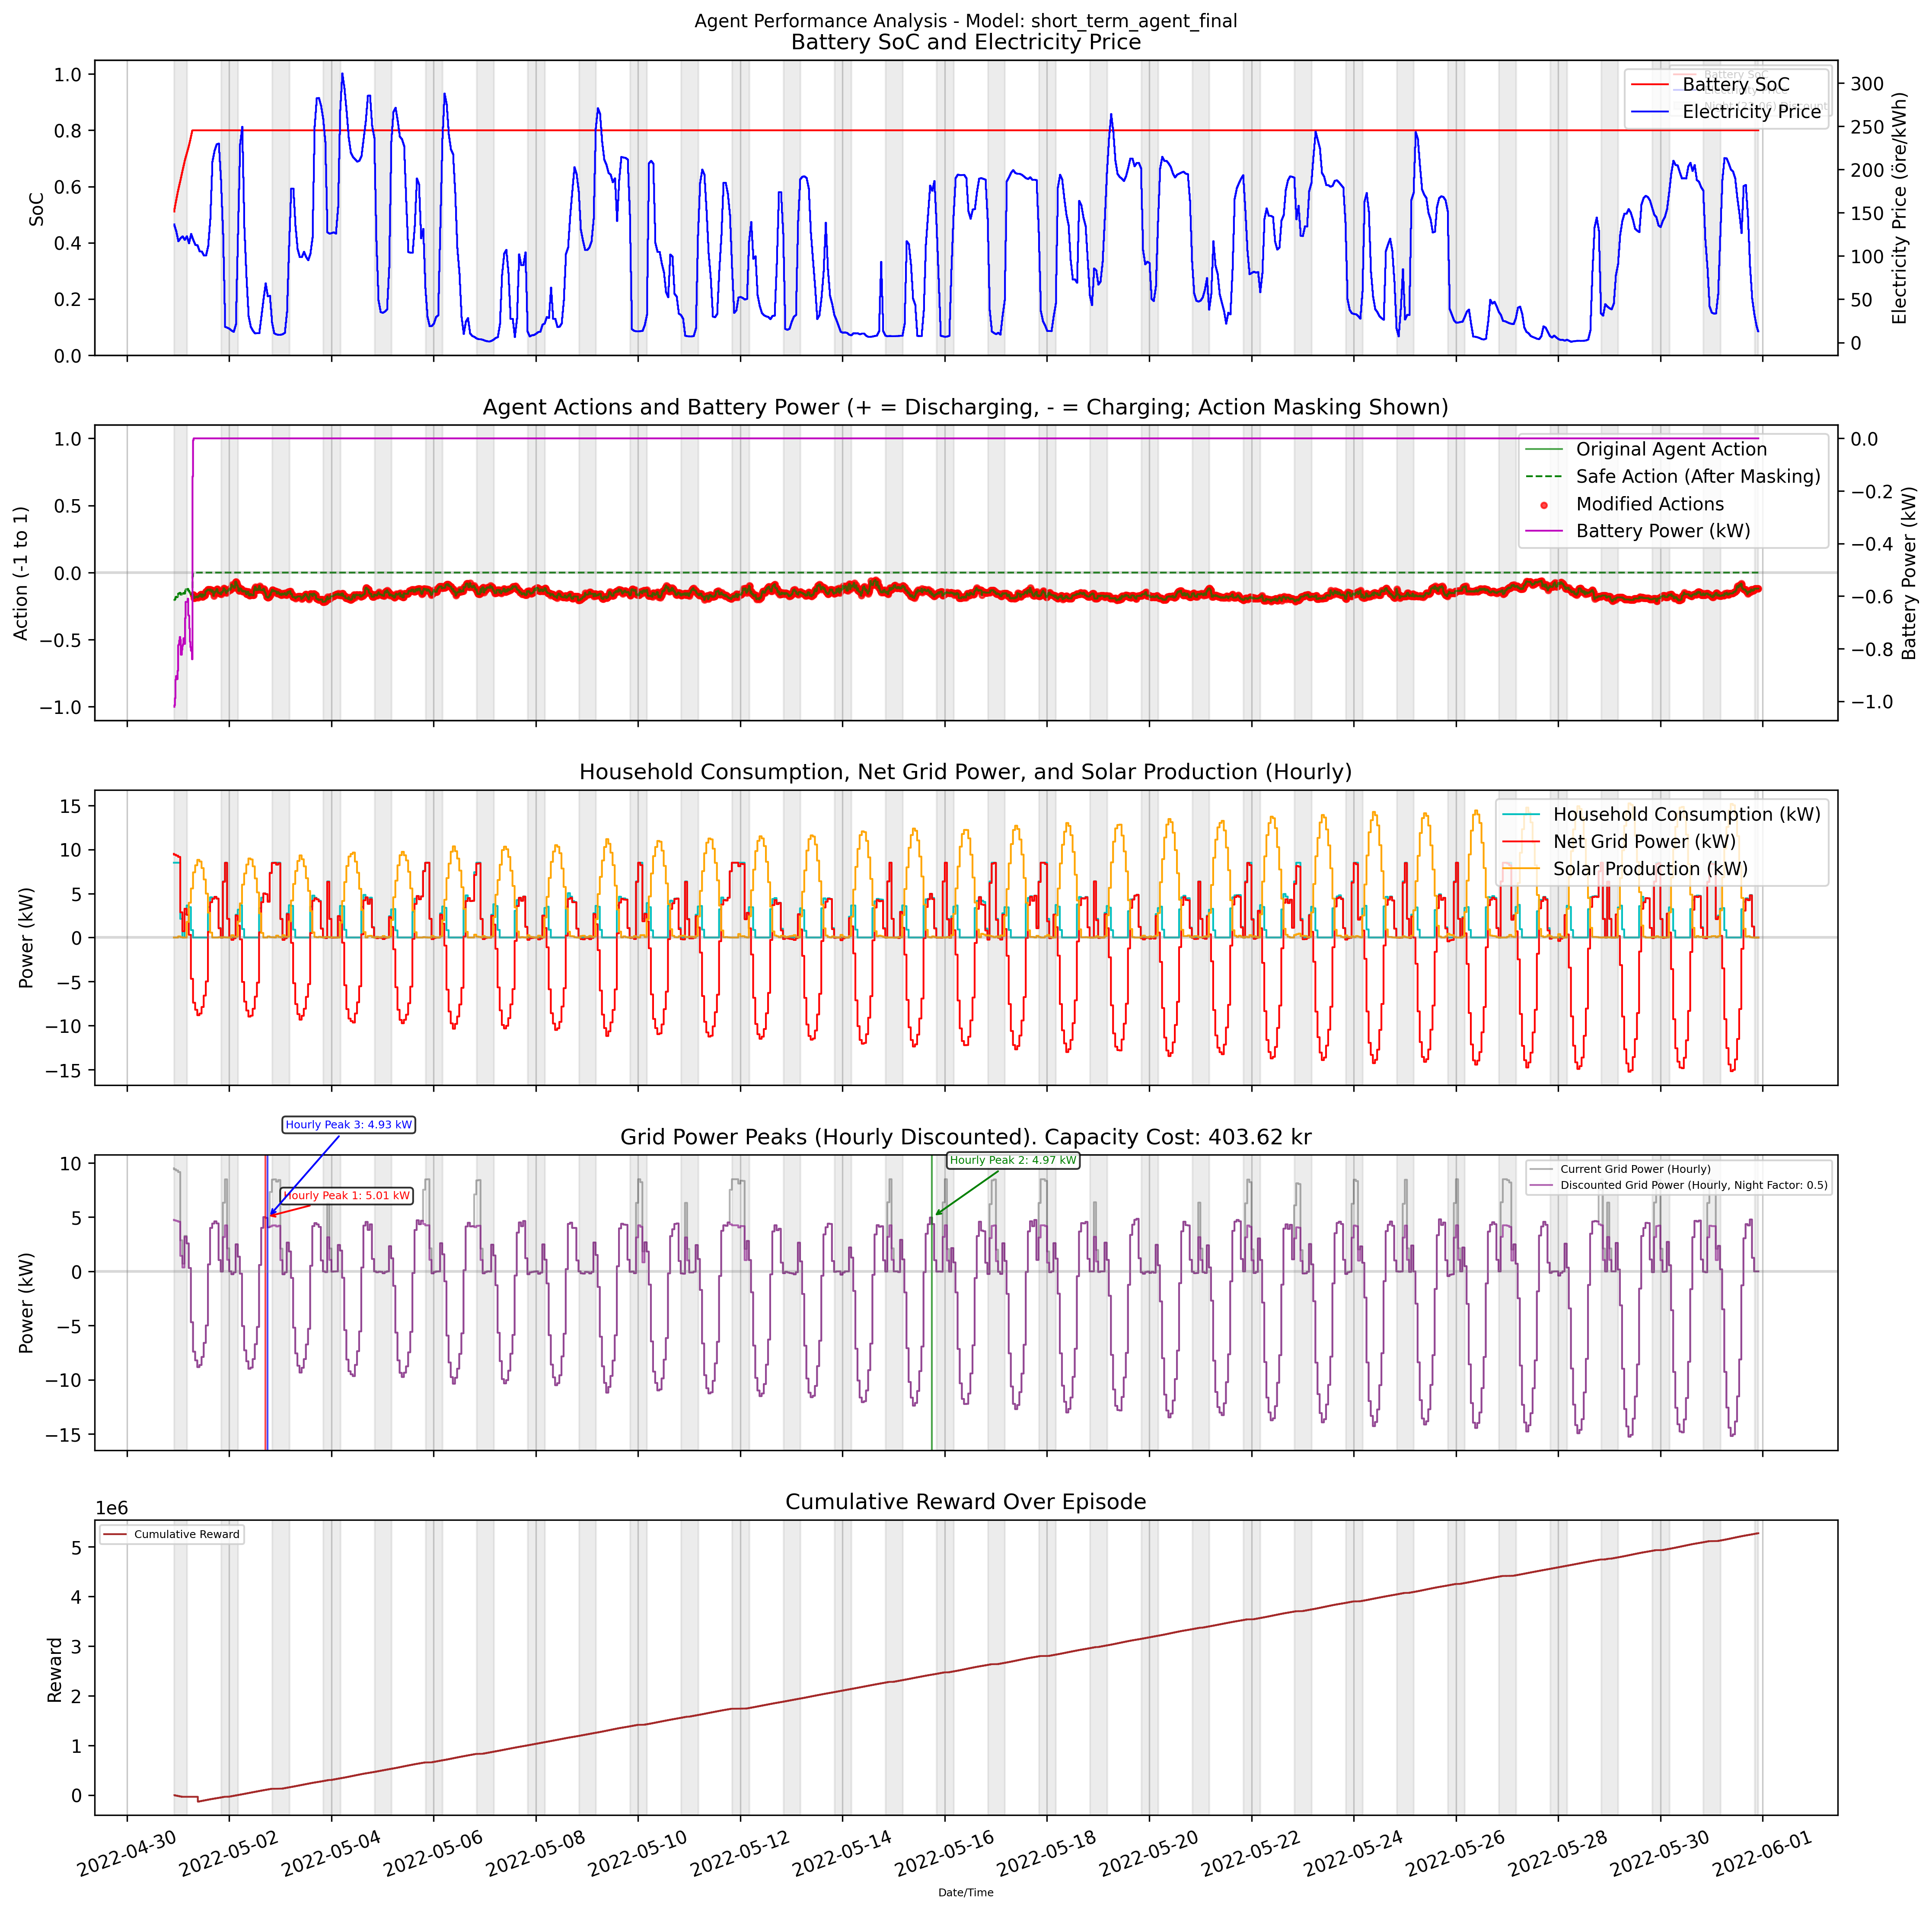 Agent Performance Analysis - Model: short_term_agent_final
Battery SoC and Electricity Price
1.0
0.8
0.6
0.4
0.2
0.0
SoC
300
250
200
150
100
50
0
Electricity Price (öre/kWh)
Battery SoC
Electricity Price
Agent Actions and Battery Power (+ = Discharging, - = Charging; Action Masking Shown)
1.0
0.5
0.0
−0.5
−1.0
Action (-1 to 1)
0.0
−0.2
−0.4
−0.6
−0.8
−1.0
Battery Power (kW)
Original Agent Action
Safe Action (After Masking)
Modified Actions
Battery Power (kW)
Household Consumption, Net Grid Power, and Solar Production (Hourly)
15
10
5
0
−5
−10
−15
Power (kW)
Household Consumption (kW)
Net Grid Power (kW)
Solar Production (kW)
Hourly Peak 3: 4.93 kW
Grid Power Peaks (Hourly Discounted). Capacity Cost: 403.62 kr
Hourly Peak 2: 4.97 kW
Hourly Peak 1: 5.01 kW
10
5
0
−5
−10
−15
Power (kW)
Current Grid Power (Hourly)
Discounted Grid Power (Hourly, Night Factor: 0.5)
Cumulative Reward Over Episode
1e6
5
4
3
2
1
0
Reward
Cumulative Reward
2022-04-30
2022-05-02
2022-05-04
2022-05-06
2022-05-08
2022-05-10
2022-05-12
2022-05-14
2022-05-16
2022-05-18
2022-05-20
2022-05-22
2022-05-24
2022-05-26
2022-05-28
2022-05-30
2022-06-01
Date/Time